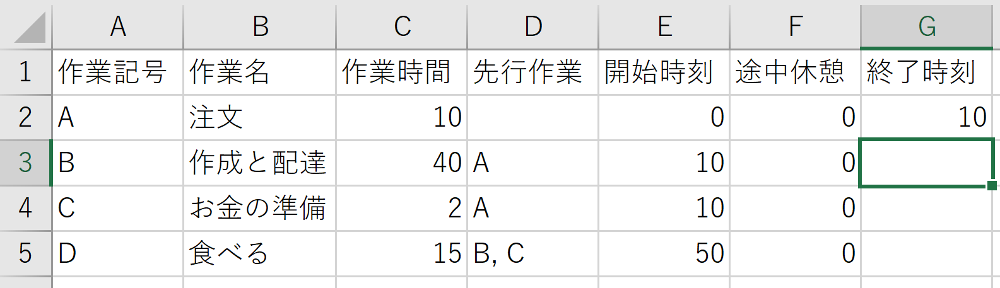 A B C D E F G
1 作業記号 作業名 作業時間 先行作業 開始時刻 途中休憩 終了時刻
2 A 注文 10 0 0 10
3 B 作成と配達 40 A 10 0
4 C お金の準備 2 A 10 0
5 D 食べる 15 B, C 50 0